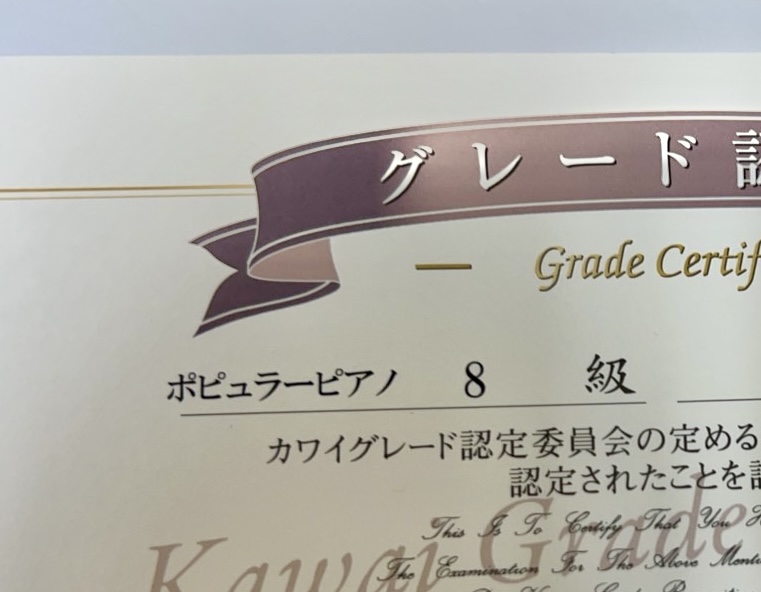 グレード認
Grade Certif
ポピュラーピアノ 8 級
カワイグレード認定委員会の定める
認定されたことを
This Is To Certify That You
Kawai Grade
The Examination For The Above